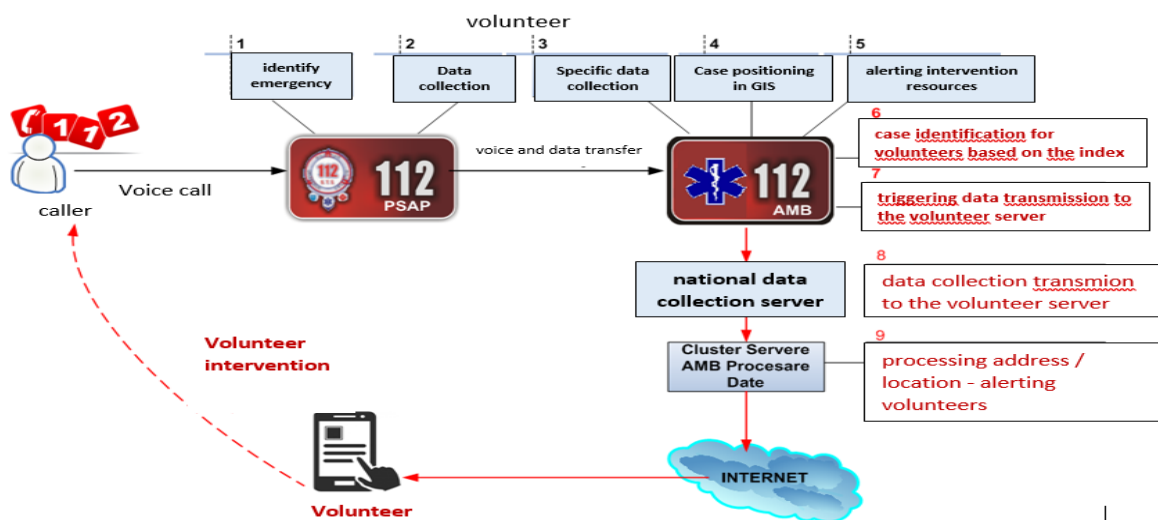 volunteer
1
2
3
4
5
identify
emergency
Data
collection
Specific data
collection
Case positioning
in GIS
alerting intervention
resources
112
caller
Voice call
112
112
PSAP
voice and data transfer
112
AMB
6
case identification for
volunteers based on the index
7
triggering data transmission to
the volunteer server
national data
collection server
8
data collection transmion
to the volunteer server
Cluster Servere
AMB Procesare
Date
9
processing address /
location - alerting
volunteers
Volunteer
intervention
INTERNET
Volunteer